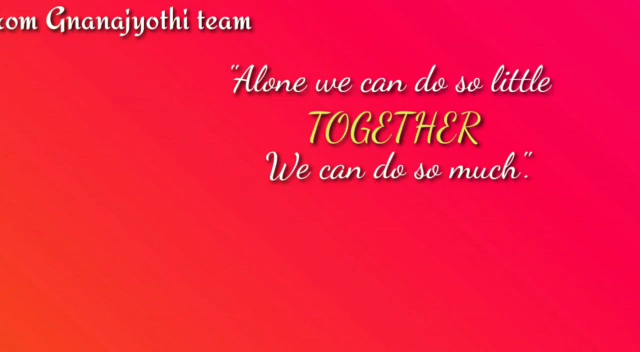 Gnanajyothi team
"Alone we can do so little
TOGETHER
We can do so much".